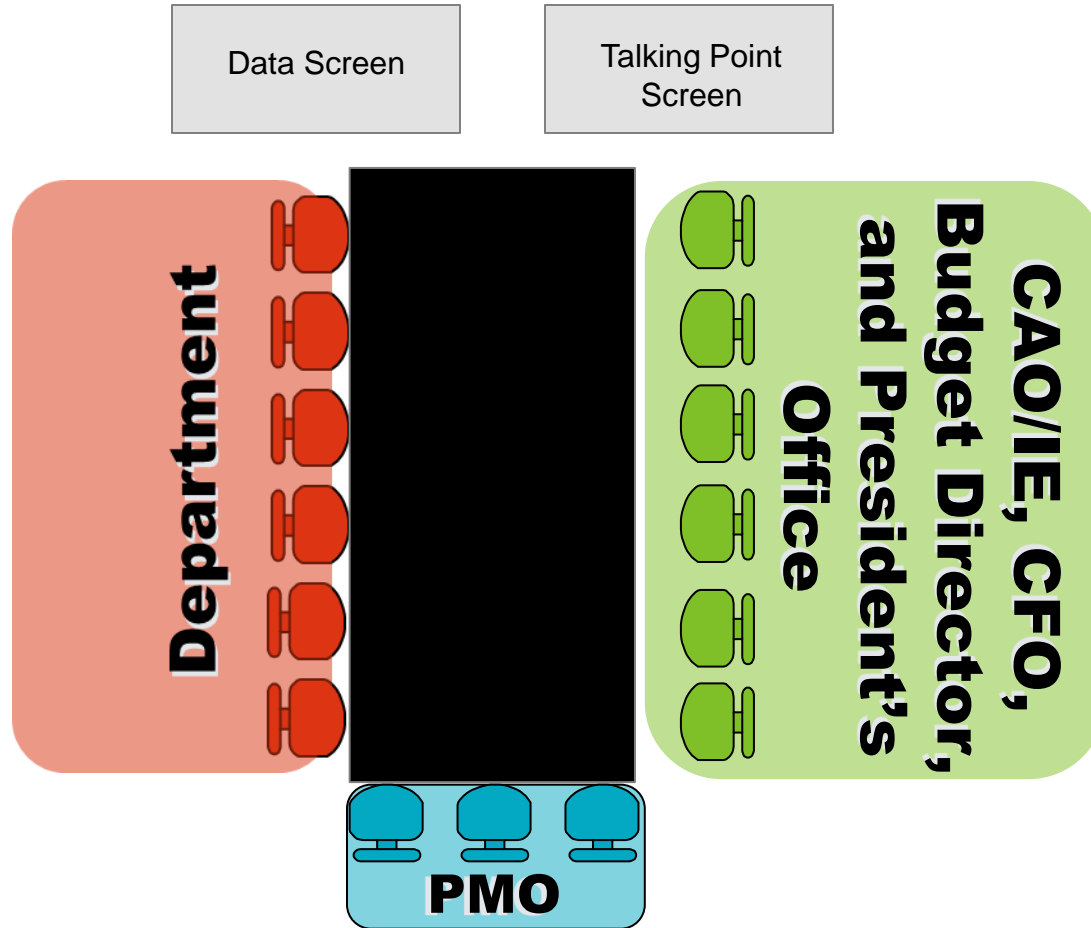 Data Screen
Talking Point
Screen
Department
CAO/IE, CFO,
Budget Director,
and President’s
Office
PMO